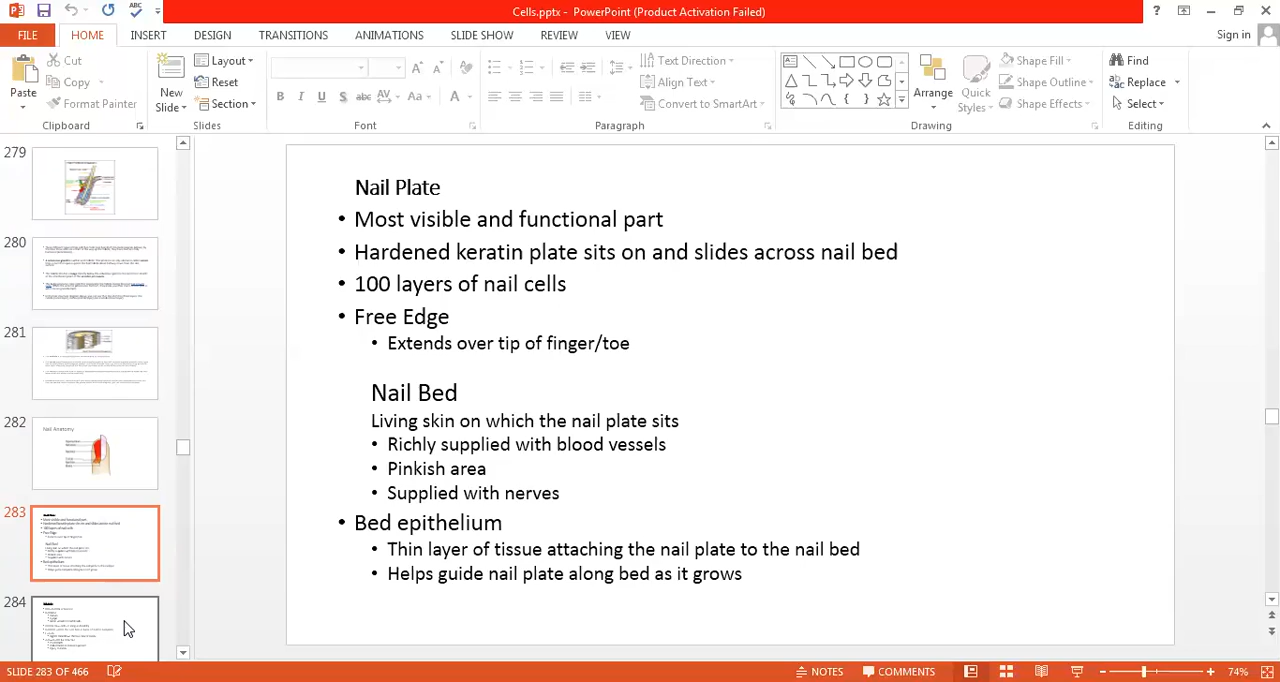 Cells.pptx - PowerPoint (Product Activation Failed)
FILE HOME INSERT DESIGN TRANSITIONS ANIMATIONS SLIDE SHOW REVIEW VIEW Sign in
Paste
Cut
Copy
Format Painter
Clipboard
New Slide
Layout
Reset
Section
Slides
B I U S abc AV Aa A
Font
Text Direction
Align Text
Convert to SmartArt
Paragraph
Arrange
Quick Styles
Shape Fill
Shape Outline
Shape Effects
Drawing
Find
Replace
Select
Editing
279
280
281
282
Nail Anatomy
283
284
Nail Plate
• Most visible and functional part
• Hardened keratin plate sits on and slides across nail bed
• 100 layers of nail cells
• Free Edge
• Extends over tip of finger/toe
Nail Bed
Living skin on which the nail plate sits
• Richly supplied with blood vessels
• Pinkish area
• Supplied with nerves
• Bed epithelium
• Thin layer of tissue attaching the nail plate to the nail bed
• Helps guide nail plate along bed as it grows
SLIDE 283 OF 466 NOTES COMMENTS 74%